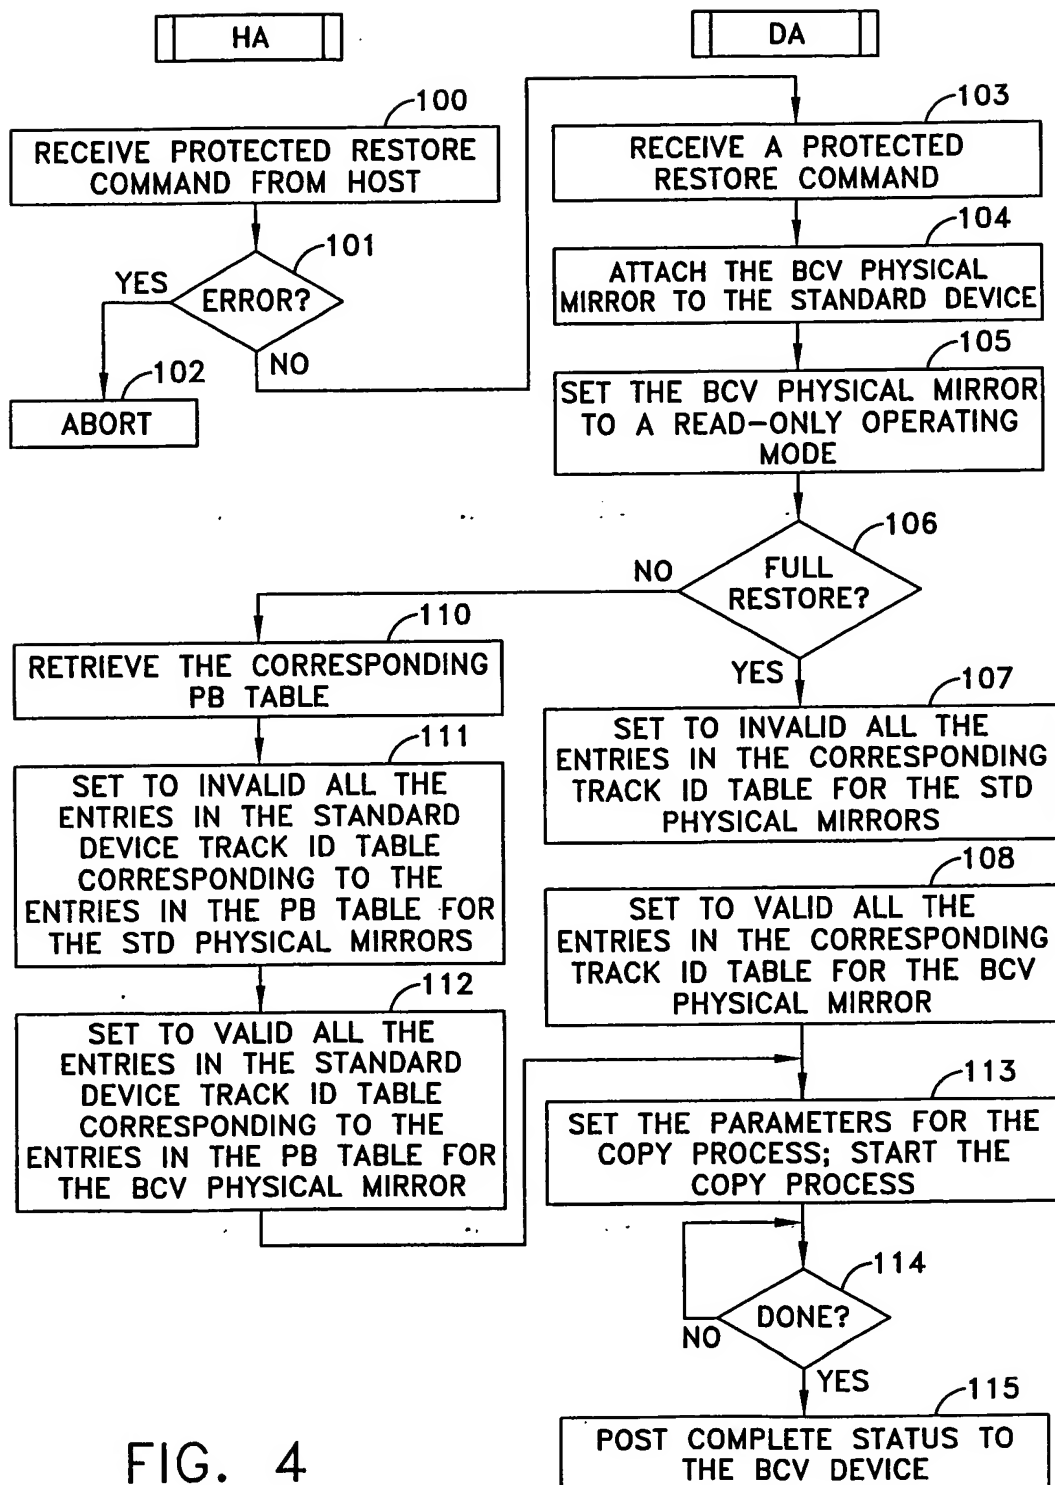 HA
DA
100
RECEIVE PROTECTED RESTORE
COMMAND FROM HOST
101
ERROR?
YES
NO
102
ABORT
103
RECEIVE A PROTECTED
RESTORE COMMAND
104
ATTACH THE BCV PHYSICAL
MIRROR TO THE STANDARD DEVICE
105
SET THE BCV PHYSICAL MIRROR
TO A READ-ONLY OPERATING
MODE
106
FULL
RESTORE?
NO
YES
110
RETRIEVE THE CORRESPONDING
PB TABLE
111
SET TO INVALID ALL THE
ENTRIES IN THE STANDARD
DEVICE TRACK ID TABLE
CORRESPONDING TO THE
ENTRIES IN THE PB TABLE FOR
THE STD PHYSICAL MIRRORS
112
SET TO VALID ALL THE
ENTRIES IN THE STANDARD
DEVICE TRACK ID TABLE
CORRESPONDING TO THE
ENTRIES IN THE PB TABLE FOR
THE BCV PHYSICAL MIRROR
107
SET TO INVALID ALL THE
ENTRIES IN THE CORRESPONDING
TRACK ID TABLE FOR THE STD
PHYSICAL MIRRORS
108
SET TO VALID ALL THE
ENTRIES IN THE CORRESPONDING
TRACK ID TABLE FOR THE BCV
PHYSICAL MIRROR
113
SET THE PARAMETERS FOR THE
COPY PROCESS; START THE
COPY PROCESS
114
DONE?
NO
YES
115
POST COMPLETE STATUS TO
THE BCV DEVICE
FIG. 4